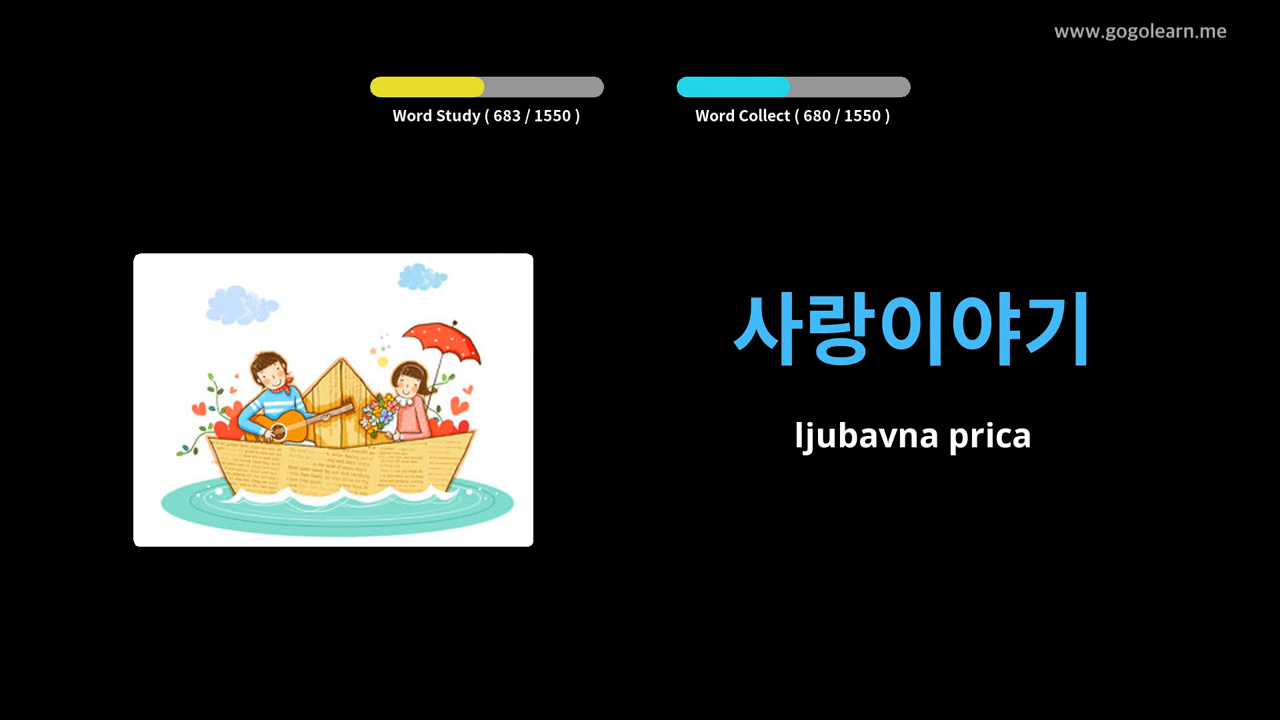 www.gogolearn.me
Word Study ( 683 / 1550 )
Word Collect ( 680 / 1550 )
사랑이야기
ljubavna prica